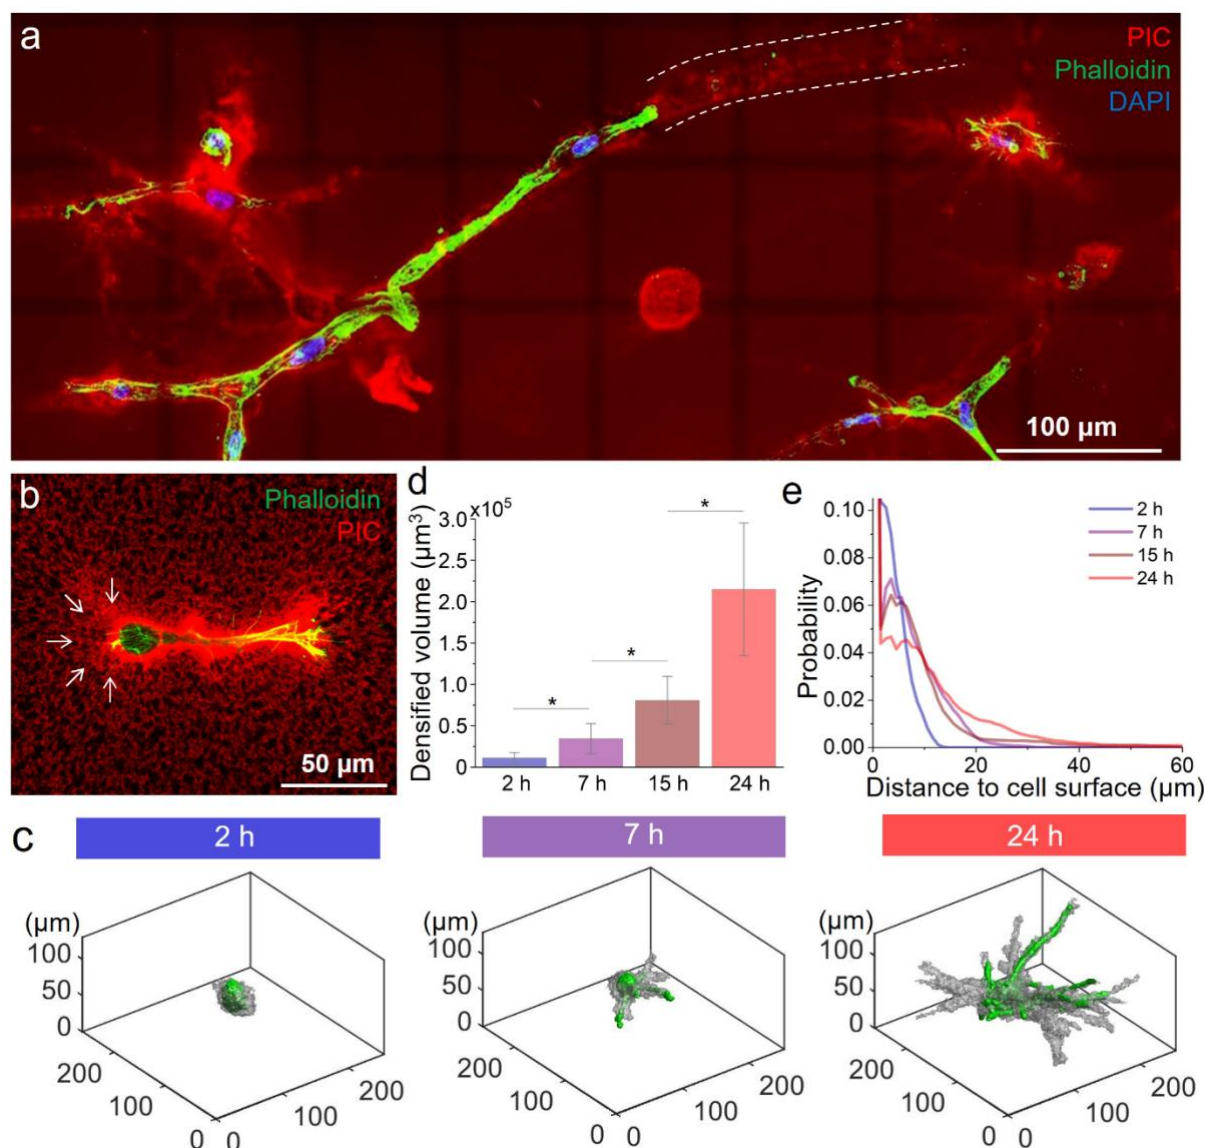 a
PIC
Phalloidin
DAPI
100 µm
b
Phalloidin
PIC
50 µm
d
x10⁵
Densified volume (µm³)
3.0
2.5
2.0
1.5
1.0
0.5
0
*
*
*
2 h
7 h
15 h
24 h
e
Probability
0.10
0.08
0.06
0.04
0.02
0.00
2 h
7 h
15 h
24 h
0
20
40
60
Distance to cell surface (µm)
c
2 h
(µm)
100
50
0
200
100
0
0
100
200
7 h
(µm)
100
50
0
200
100
0
0
100
200
24 h
(µm)
100
50
0
200
100
0
0
100
200